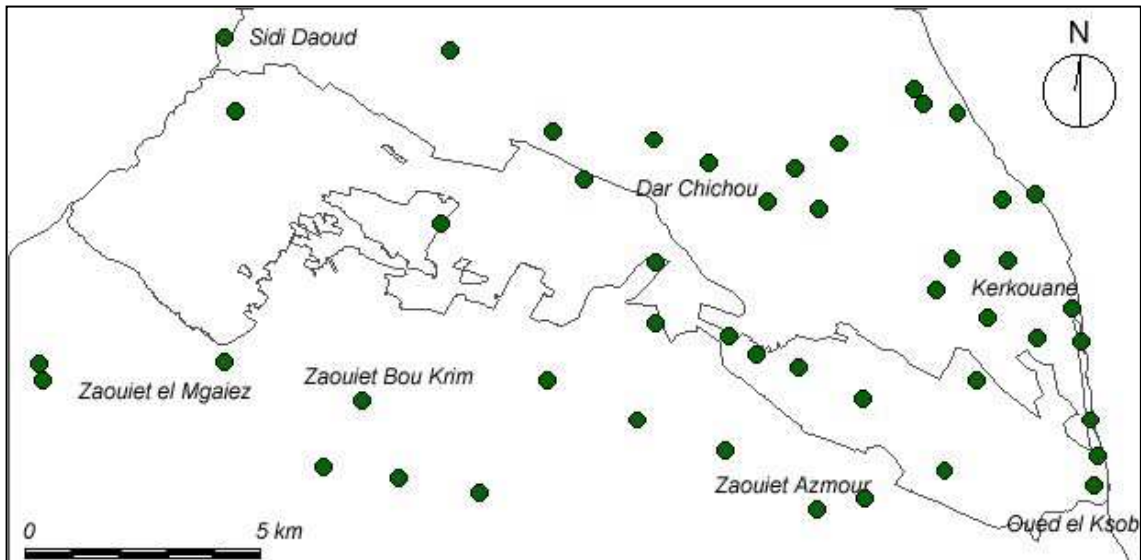 Sidi Daoud
N
Dar Chichou
Kerkouane
Zaouiet el Mgaiez
Zaouiet Bou Krim
Zaouiet Azmour
Oued el Ksob
0 5 km